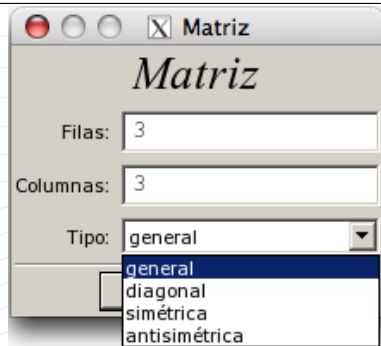 Matriz
Matriz
Filas: 3
Columnas: 3
Tipo: general
general
diagonal
simétrica
antisimétrica